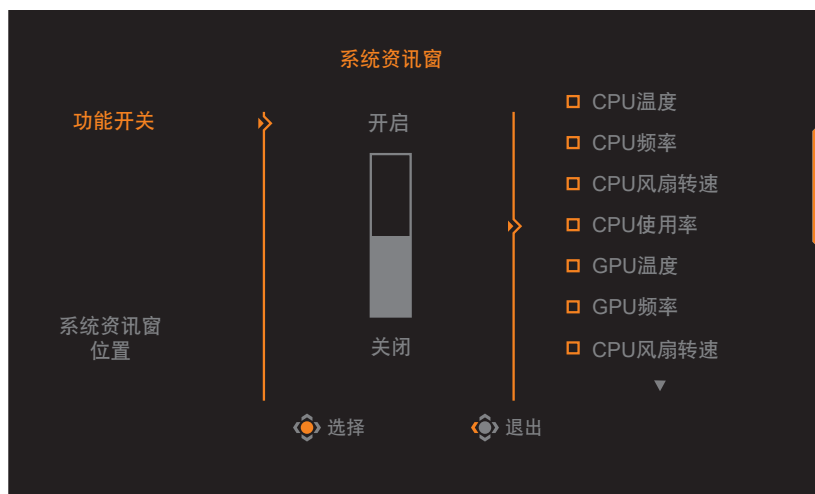 系统资讯窗
功能开关
系统资讯窗
位置
开启
关闭
CPU温度
CPU频率
CPU风扇转速
CPU使用率
GPU温度
GPU频率
CPU风扇转速
选择
退出